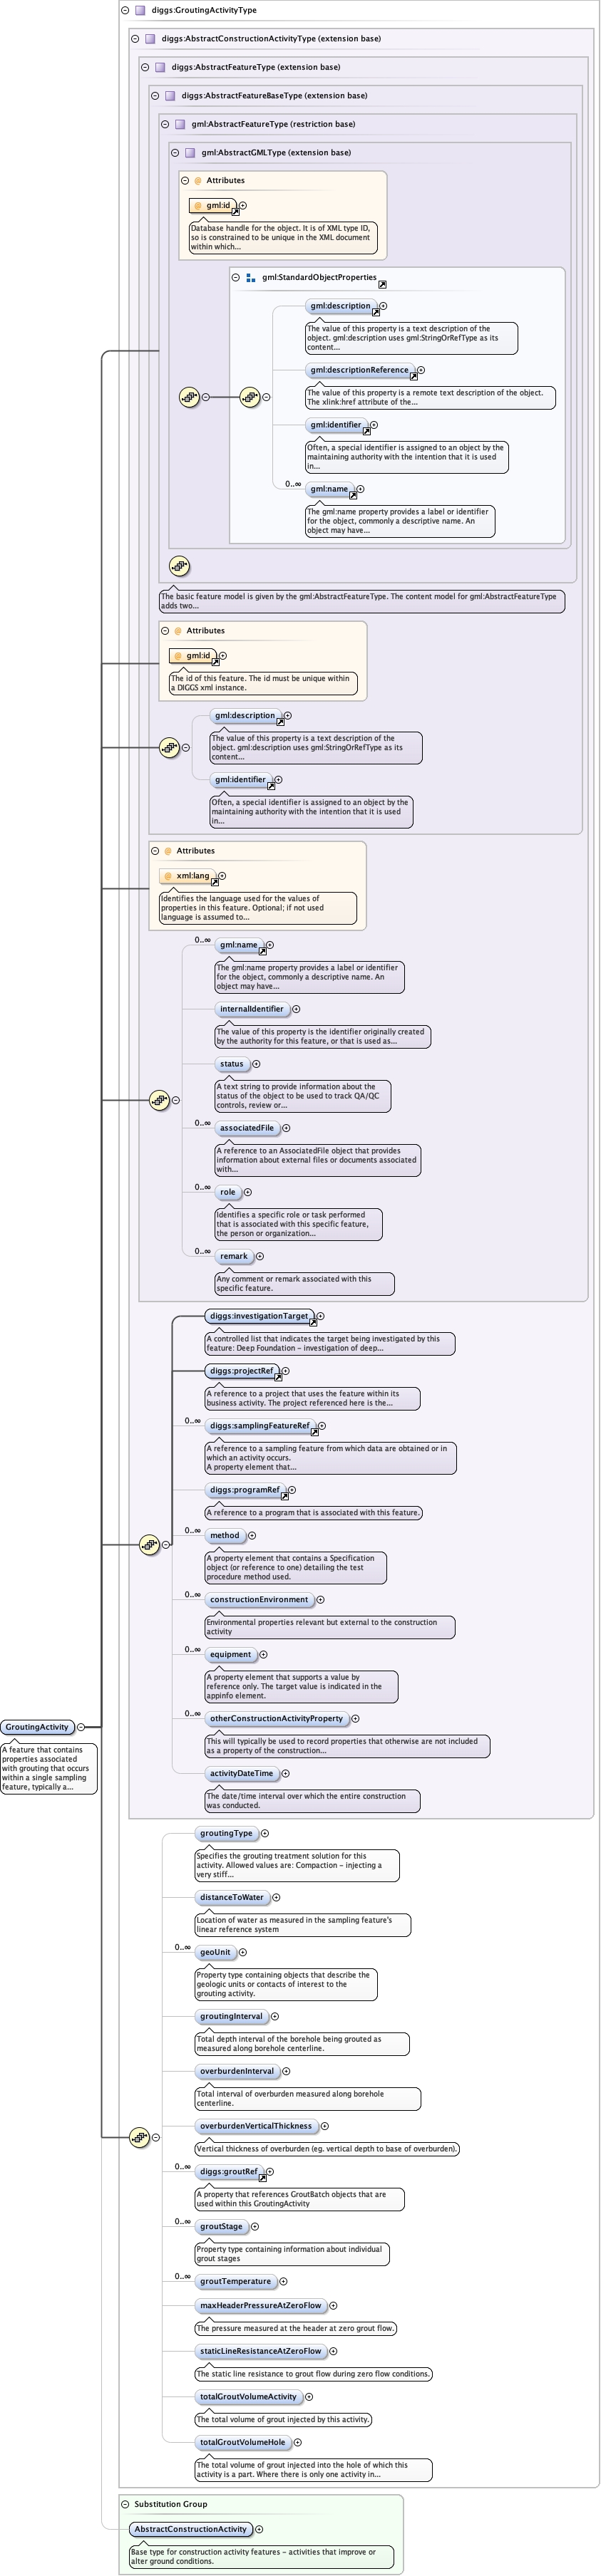 diggs:GroutingActivityType
diggs:AbstractConstructionActivityType (extension base)
diggs:AbstractFeatureType (extension base)
diggs:AbstractFeatureBaseType (extension base)
gml:AbstractFeatureType (restriction base)
gml:AbstractGMLType (extension base)
@ Attributes
@ gml:id
Database handle for the object. It is of XML type ID,
so is constrained to be unique in the XML document
within which...
gml:StandardObjectProperties
gml:description
The value of this property is a text description of the
object. gml:description uses gml:StringOrRefType as its
content...
gml:descriptionReference
The value of this property is a remote text description of the object.
The xlink:href attribute of the...
gml:identifier
Often, a special identifier is assigned to an object by the
maintaining authority with the intention that it is used
in...
0..∞
gml:name
The gml:name property provides a label or identifier
for the object, commonly a descriptive name. An
object may have...
The basic feature model is given by the gml:AbstractFeatureType. The content model for gml:AbstractFeatureType
adds two...
@ Attributes
@ gml:id
The id of this feature. The id must be unique within
a DIGGS xml instance.
gml:description
The value of this property is a text description of the
object. gml:description uses gml:StringOrRefType as its
content...
gml:identifier
Often, a special identifier is assigned to an object by the
maintaining authority with the intention that it is used
in...
@ Attributes
@ xml:lang
Identifies the language used for the values of
properties in this feature. Optional; if not used
language is assumed to...
0..∞
gml:name
The gml:name property provides a label or identifier
for the object, commonly a descriptive name. An
object may have...
internalIdentifier
The value of this property is the identifier originally created
by the authority for this feature, or that is used as...
status
A text string to provide information about the
status of the object to be used to track QA/QC
controls, review or...
0..∞
associatedFile
A reference to an AssociatedFile object that provides
information about external files or documents associated
with...
0..∞
role
Identifies a specific role or task performed
that is associated with this specific feature,
the person or organization...
0..∞
remark
Any comment or remark associated with this
specific feature.
diggs:investigationTarget
A controlled list that indicates the target being investigated by this
feature: Deep Foundation - investigation of deep...
diggs:projectRef
A reference to a project that uses the feature within its
business activity. The project referenced here is the...
0..∞
diggs:samplingFeatureRef
A reference to a sampling feature from which data are obtained or in
which an activity occurs.
A property element that...
0..∞
diggs:programRef
A reference to a program that is associated with this feature.
0..∞
method
A property element that contains a Specification
object (or reference to one) detailing the test
procedure method used.
0..∞
constructionEnvironment
Environmental properties relevant but external to the construction
activity
0..∞
equipment
A property element that supports a value by
reference only. The target value is indicated in the
appinfo element.
0..∞
otherConstructionActivityProperty
This will typically be used to record properties that otherwise are not included
as a property of the construction...
activityDateTime
The date/time interval over which the entire construction
was conducted.
GroutingActivity
A feature that contains
properties associated
with grouting that occurs
within a single sampling
feature, typically a...
groutingType
Specifies the grouting treatment solution for this
activity. Allowed values are: Compaction - injecting a
very stiff...
distanceToWater
Location of water as measured in the sampling feature's
linear reference system
0..∞
geoUnit
Property type containing objects that describe the
geologic units or contacts of interest to the
grouting activity.
groutingInterval
Total depth interval of the borehole being grouted as
measured along borehole centerline.
overburdenInterval
Total interval of overburden measured along borehole
centerline.
overburdenVerticalThickness
Vertical thickness of overburden (eg. vertical depth to base of overburden).
0..∞
diggs:groutRef
A property that references GroutBatch objects that are
used within this GroutingActivity
0..∞
groutStage
Property type containing information about individual
grout stages
0..∞
groutTemperature
maxHeaderPressureAtZeroFlow
The pressure measured at the header at zero grout flow.
staticLineResistanceAtZeroFlow
The static line resistance to grout flow during zero flow conditions.
totalGroutVolumeActivity
The total volume of grout injected by this activity.
totalGroutVolumeHole
The total volume of grout injected into the hole of which this
activity is a part. Where there is only one activity in...
Substitution Group
AbstractConstructionActivity
Base type for construction activity features - activities that improve or
alter ground conditions.